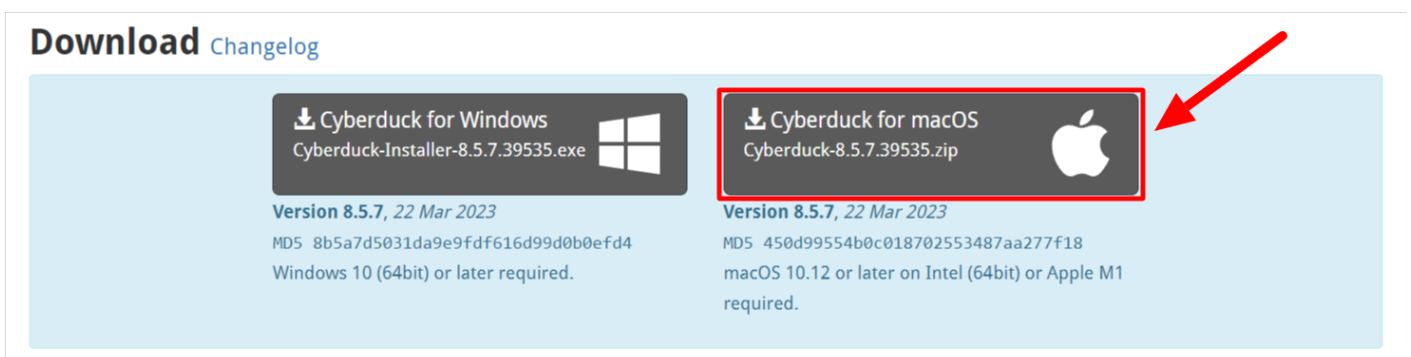 Download Changelog
Cyberduck for Windows
Cyberduck-Installer-8.5.7.39535.exe
Version 8.5.7, 22 Mar 2023
MD5 8b5a7d5031da9e9fdf616d99d0b0efd4
Windows 10 (64bit) or later required.
Cyberduck for macOS
Cyberduck-8.5.7.39535.zip
Version 8.5.7, 22 Mar 2023
MD5 450d99554b0c018702553487aa277f18
macOS 10.12 or later on Intel (64bit) or Apple M1
required.